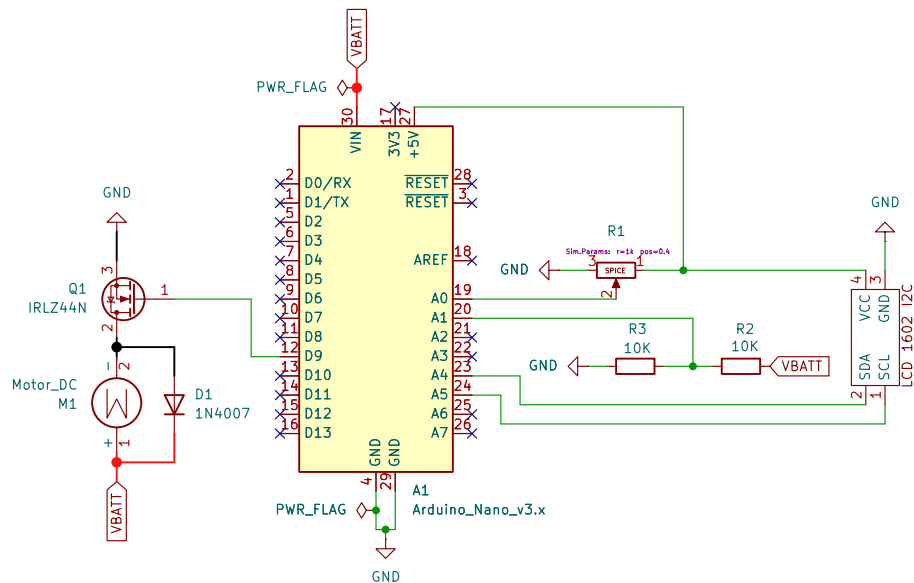 VBATT
PWR_FLAG
30
17
27
VIN
3V3
+5V
2 D0/RX
RESET 28
1 D1/TX
RESET 3
5 D2
6 D3
7 D4
AREF 18
8 D5
9 D6
A0 19
10 D7
A1 20
11 D8
A2 21
12 D9
A3 22
13 D10
A4 23
14 D11
A5 24
15 D12
A6 25
16 D13
A7 26
GND
GND
4
29
A1
Arduino_Nano_v3.x
PWR_FLAG
GND
GND
3
Q1
IRLZ44N
1
2
Motor_DC
M1
-
2
+
1
D1
1N4007
VBATT
R1
Sim.Params: r=1k pos=0.4
GND
3
SPICE
1
2
R3
10K
R2
10K
GND
VBATT
GND
4
3
VCC
GND
SDA
SCL
2
1
LCD 1602 I2C